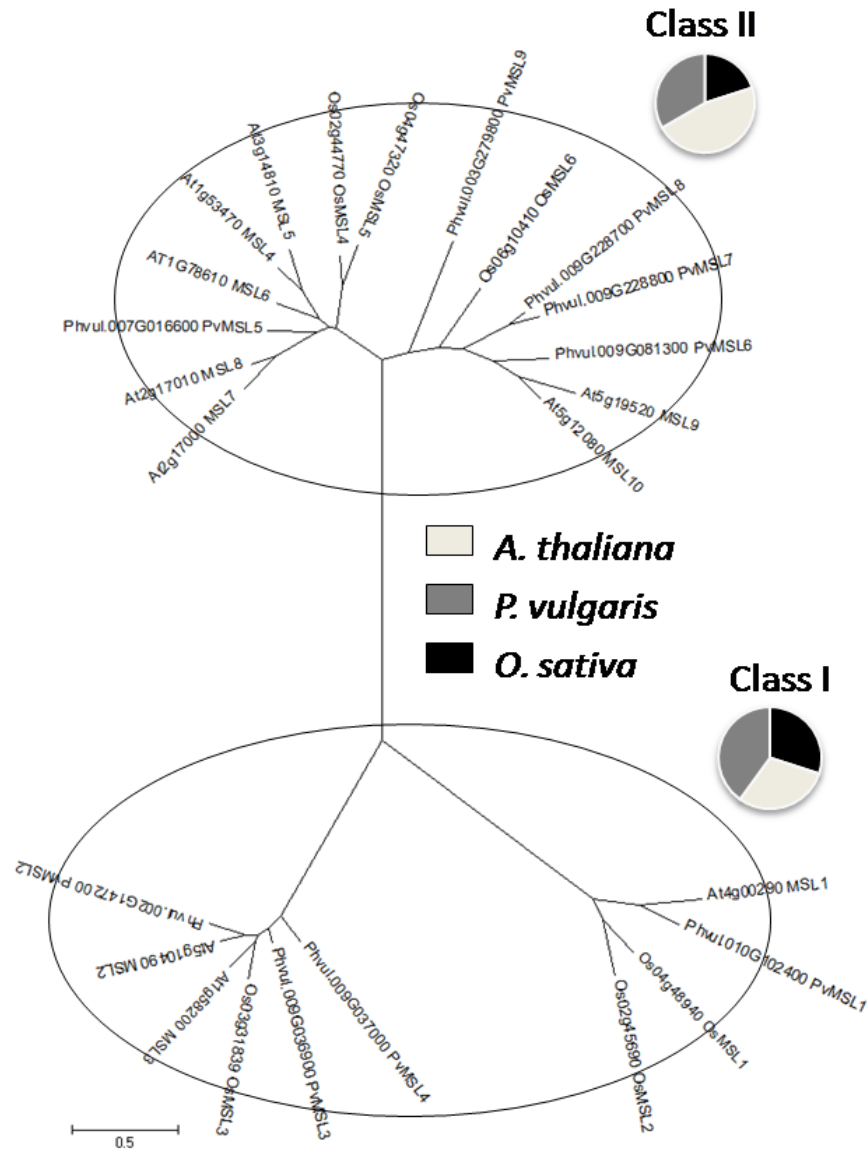 Class II
At2g17000 MSL7
At2g17010 MSL8
Phvul.007G016600 PvMSL5
AT1G78610 MSL6
At1g53470 MSL4
At3g14810 MSL5
Os02g44770 OsMSL4
Os04g47320 OsMSL5
Phvul.003G279800 PvMSL9
Os06g10410 OsMSL6
Phvul.009G228700 PvMSL8
Phvul.009G228800 PvMSL7
Phvul.009G081300 PvMSL6
At5g19520 MSL9
At5g12080 MSL10
A. thaliana
P. vulgaris
O. sativa
Class I
Phvul.002G147200 PvMSL2
At5g10490 MSL2
At1g58200 MSL3
Os03g31839 OsMSL3
Phvul.009G036900 PvMSL3
Phvul.009G037000 PvMSL4
Os02g45690 OsMSL2
Os04g48940 OsMSL1
Phvul.010G102400 PvMSL1
At4g00290 MSL1
0.5